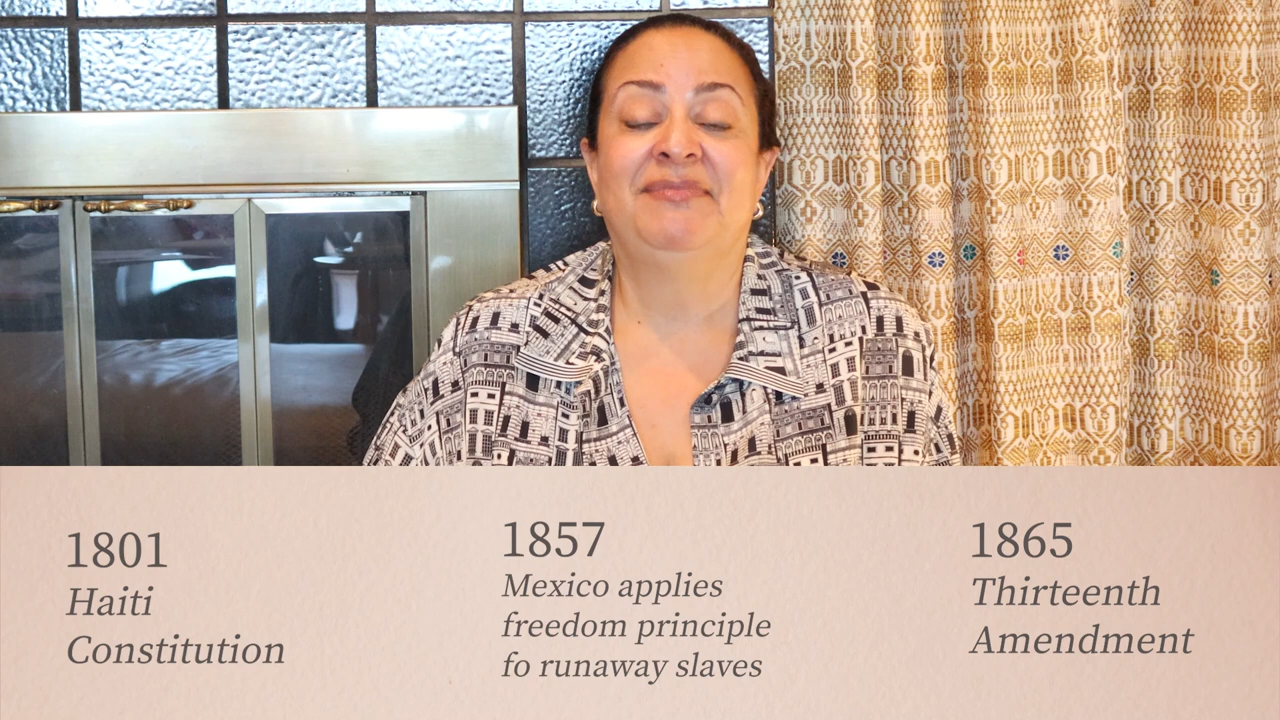 1801
Haiti
Constitution
1857
Mexico applies
freedom principle
fo runaway slaves
1865
Thirteenth
Amendment